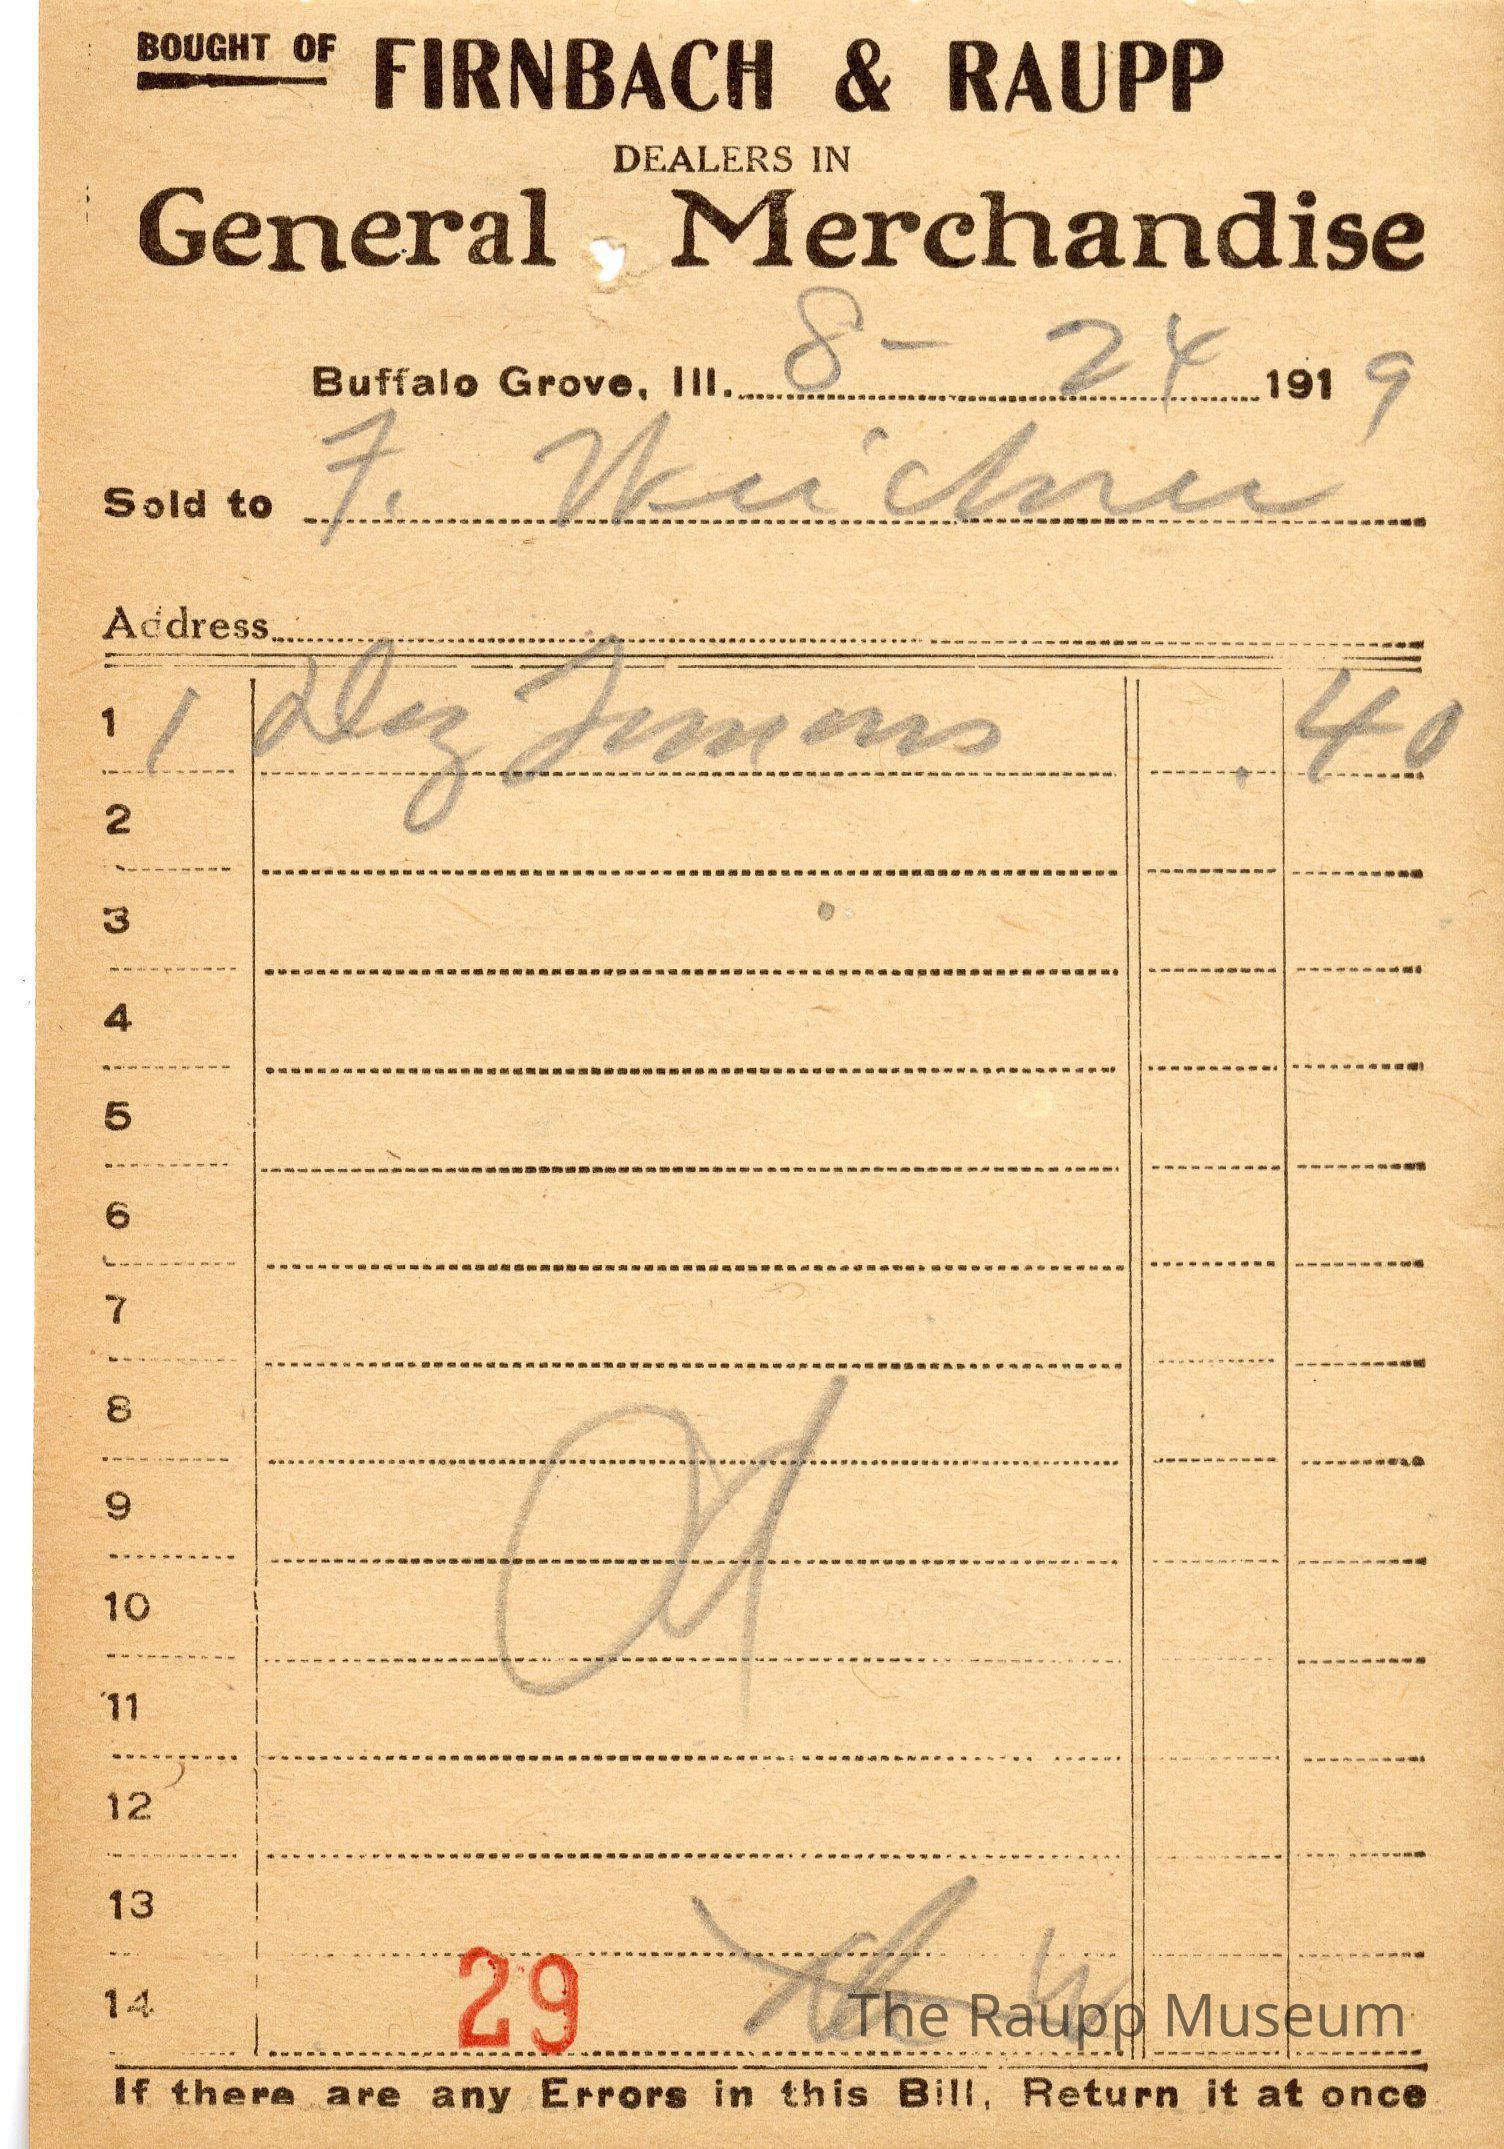 BOUGHT OF FIRNBACH & RAUPP
DEALERS IN
General Merchandise
Buffalo Grove, Ill. 8 - 24 1919
Sold to F.
Address
1 1 Doz .40
2
3
4
5
6
7
8
9
10
11
12
13
14 29
The Raupp Museum
If there are any Errors in this Bill, Return it at once